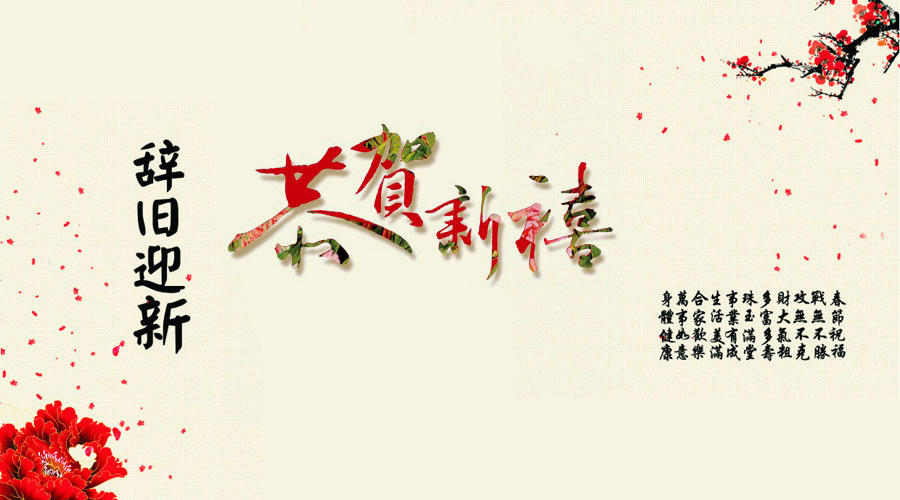 辞旧迎新
恭賀新禧
春節祝福
戰無不勝
攻無不克
財大氣粗
多富多壽
珠玉滿堂
事業有成
生活美滿
合家歡樂
萬事如意
身體健康